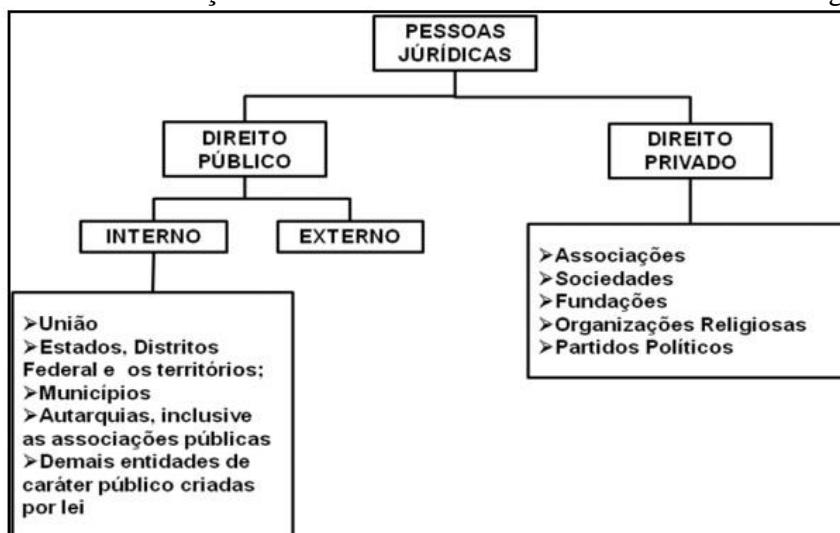 PESSOAS
JÚRÍDICAS
DIREITO
PÚBLICO
DIREITO
PRIVADO
INTERNO
EXTERNO
➢Associações
➢Sociedades
➢Fundações
➢Organizações Religiosas
➢Partidos Políticos
➢União
➢Estados, Distritos
Federal e os territórios;
➢Municípios
➢Autarquias, inclusive
as associações públicas
➢Demais entidades de
caráter público criadas
por lei